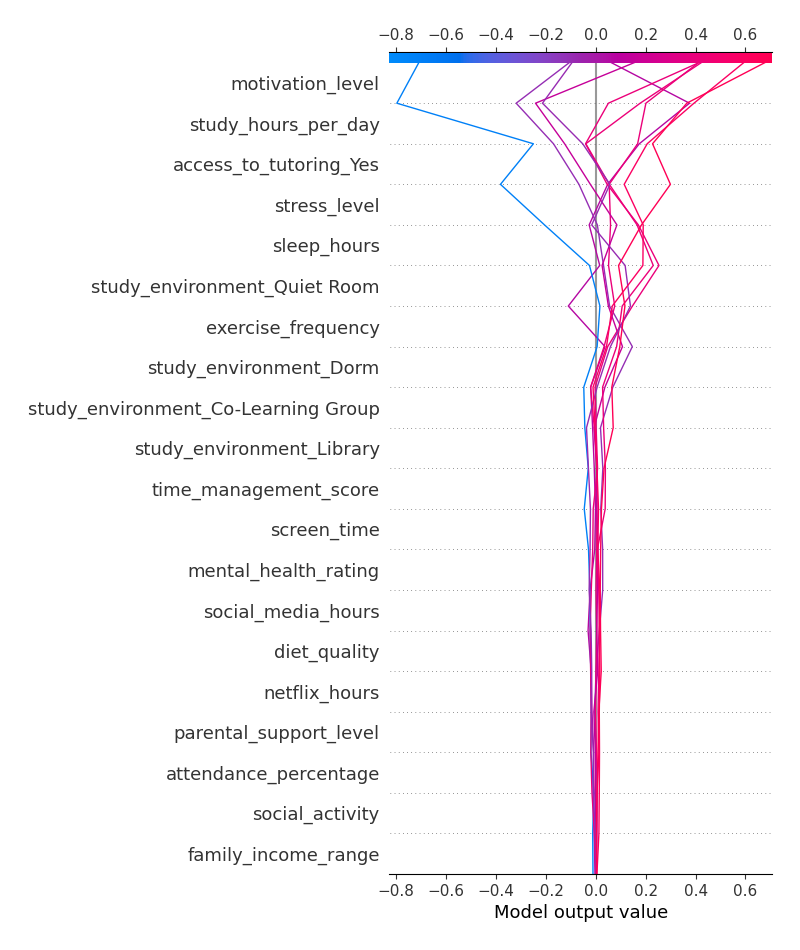 −0.8 −0.6 −0.4 −0.2 0.0 0.2 0.4 0.6
motivation_level
study_hours_per_day
access_to_tutoring_Yes
stress_level
sleep_hours
study_environment_Quiet Room
exercise_frequency
study_environment_Dorm
study_environment_Co-Learning Group
study_environment_Library
time_management_score
screen_time
mental_health_rating
social_media_hours
diet_quality
netflix_hours
parental_support_level
attendance_percentage
social_activity
family_income_range
−0.8 −0.6 −0.4 −0.2 0.0 0.2 0.4 0.6
Model output value